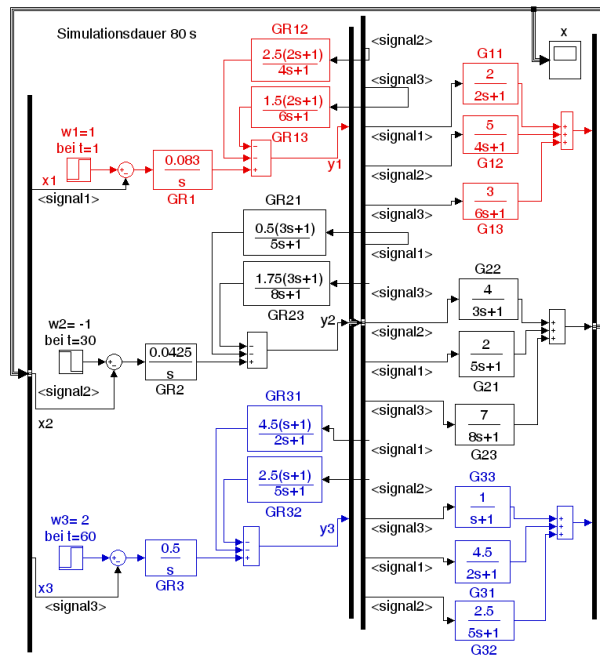 Simulationsdauer 80 s
x
GR12
2.5(2s+1)
4s+1
<signal2>
1.5(2s+1)
6s+1
GR13
<signal3>
w1=1
bei t=1
0.083
s
GR1
x1
<signal1>
−
−
+
y1
<signal1>
<signal2>
<signal3>
G11
2
2s+1
5
4s+1
G12
3
6s+1
G13
+
+
+
GR21
0.5(3s+1)
5s+1
<signal1>
1.75(3s+1)
8s+1
GR23
<signal3>
w2= -1
bei t=30
0.0425
s
GR2
<signal2>
x2
−
−
+
y2
<signal2>
<signal1>
<signal3>
G22
4
3s+1
2
5s+1
G21
7
8s+1
G23
+
+
+
GR31
4.5(s+1)
2s+1
<signal1>
2.5(s+1)
5s+1
GR32
<signal2>
w3= 2
bei t=60
0.5
s
GR3
x3
<signal3>
−
−
+
y3
<signal3>
<signal1>
<signal2>
G33
1
s+1
4.5
2s+1
G31
2.5
5s+1
G32
+
+
+